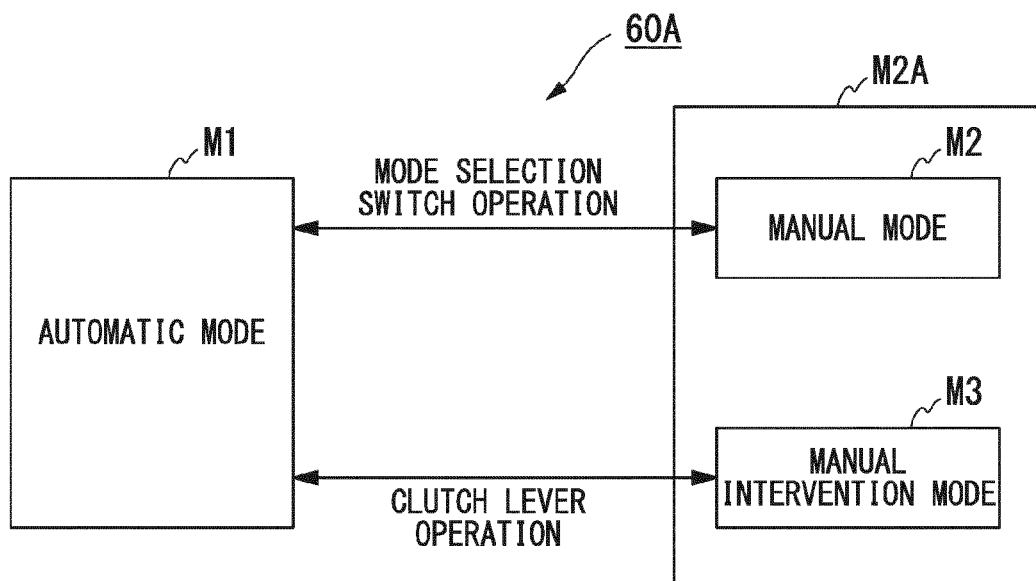 60A
M2A
M1
MODE SELECTION
SWITCH OPERATION
M2
MANUAL MODE
AUTOMATIC MODE
M3
MANUAL
INTERVENTION MODE
CLUTCH LEVER
OPERATION